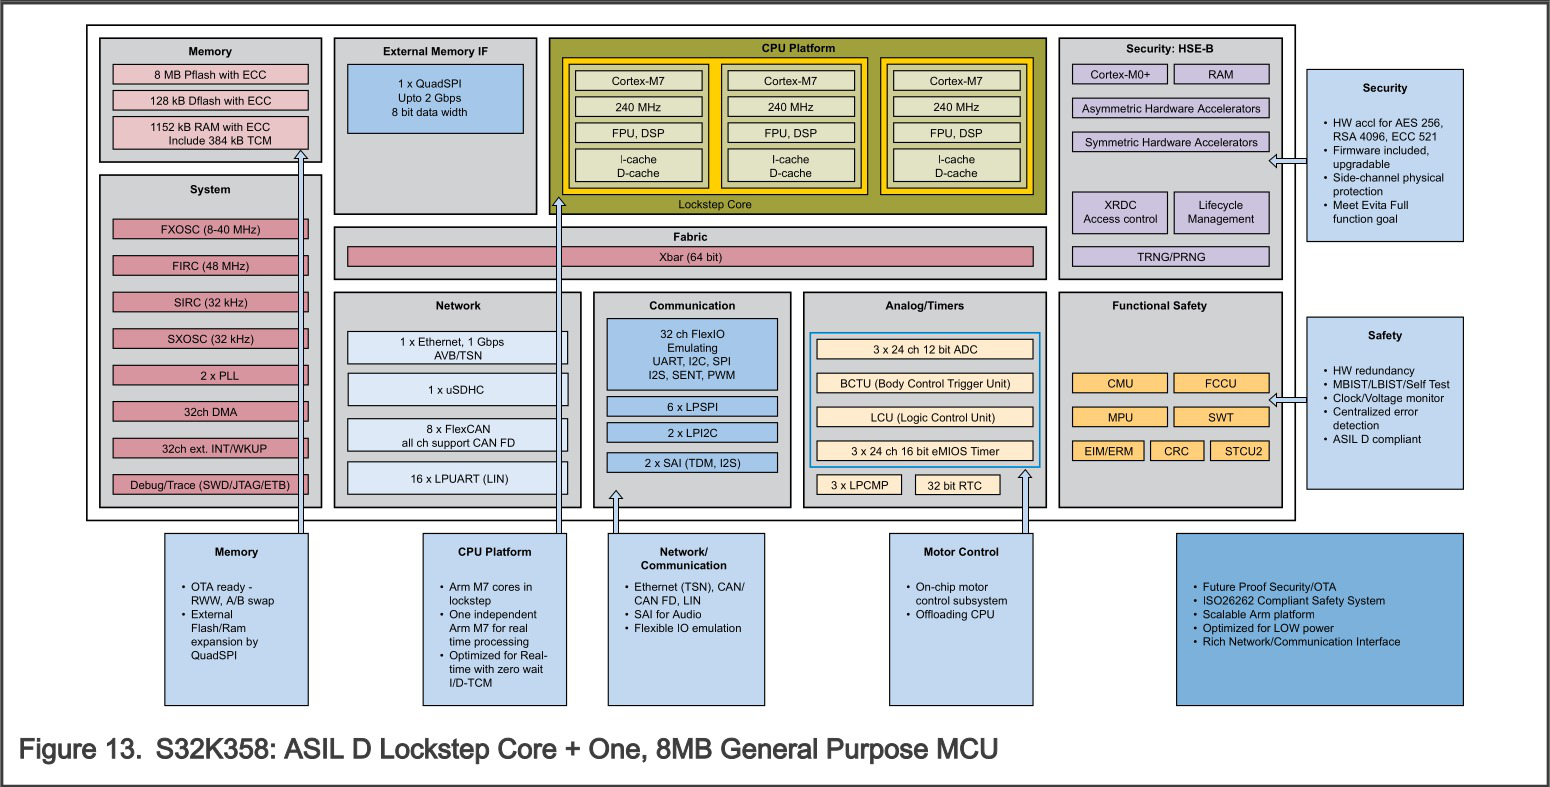 Memory
8 MB Pflash with ECC
128 kB Dflash with ECC
1152 kB RAM with ECC
Include 384 kB TCM
External Memory IF
1 x QuadSPI
Upto 2 Gbps
8 bit data width
CPU Platform
Cortex-M7
240 MHz
FPU, DSP
I-cache
D-cache
Cortex-M7
240 MHz
FPU, DSP
I-cache
D-cache
Cortex-M7
240 MHz
FPU, DSP
I-cache
D-cache
Lockstep Core
Security: HSE-B
Cortex-M0+
RAM
Asymmetric Hardware Accelerators
Symmetric Hardware Accelerators
XRDC
Access control
Lifecycle
Management
TRNG/PRNG
Security
• HW accl for AES 256,
RSA 4096, ECC 521
• Firmware included,
upgradable
• Side-channel physical
protection
• Meet Evita Full
function goal
System
FXOSC (8-40 MHz)
FIRC (48 MHz)
SIRC (32 kHz)
SXOSC (32 kHz)
2 x PLL
32ch DMA
32ch ext. INT/WKUP
Debug/Trace (SWD/JTAG/ETB)
Fabric
Xbar (64 bit)
Network
1 x Ethernet, 1 Gbps
AVB/TSN
1 x uSDHC
8 x FlexCAN
all ch support CAN FD
16 x LPUART (LIN)
Communication
32 ch FlexIO
Emulating
UART, I2C, SPI
I2S, SENT, PWM
6 x LPSPI
2 x LPI2C
2 x SAI (TDM, I2S)
Analog/Timers
3 x 24 ch 12 bit ADC
BCTU (Body Control Trigger Unit)
LCU (Logic Control Unit)
3 x 24 ch 16 bit eMIOS Timer
3 x LPCMP
32 bit RTC
Functional Safety
CMU
FCCU
MPU
SWT
EIM/ERM
CRC
STCU2
Safety
• HW redundancy
• MBIST/LBIST/Self Test
• Clock/Voltage monitor
• Centralized error
detection
• ASIL D compliant
Memory
• OTA ready -
RWW, A/B swap
• External
Flash/Ram
expansion by
QuadSPI
CPU Platform
• Arm M7 cores in
lockstep
• One independent
Arm M7 for real
time processing
• Optimized for Real-
time with zero wait
I/D-TCM
Network/
Communication
• Ethernet (TSN), CAN/
CAN FD, LIN
• SAI for Audio
• Flexible IO emulation
Motor Control
• On-chip motor
control subsystem
• Offloading CPU
• Future Proof Security/OTA
• ISO26262 Compliant Safety System
• Scalable Arm platform
• Optimized for LOW power
• Rich Network/Communication Interface
Figure 13. S32K358: ASIL D Lockstep Core + One, 8MB General Purpose MCU